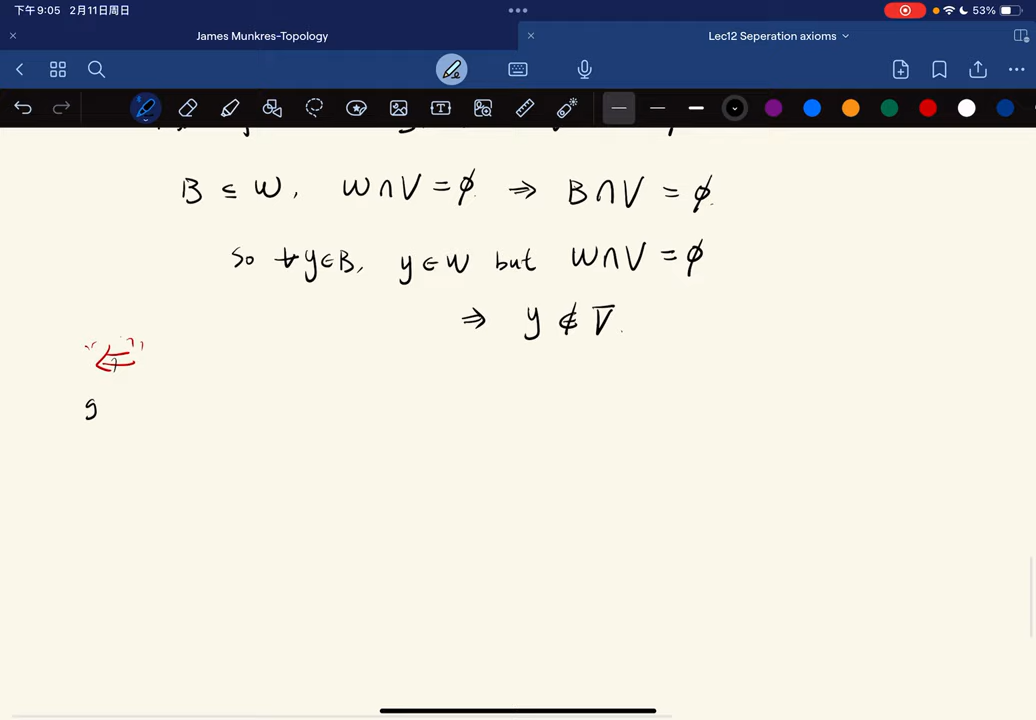 下午9:05 2月11日周日
53%
James Munkres-Topology
Lec12 Seperation axioms
B ⊆ W, W ∩ V = ∅ ⇒ B ∩ V = ∅.
So ∀y∈B, y ∈ W but W ∩ V = ∅
⇒ y ∉ V̅.
"⇐"
g